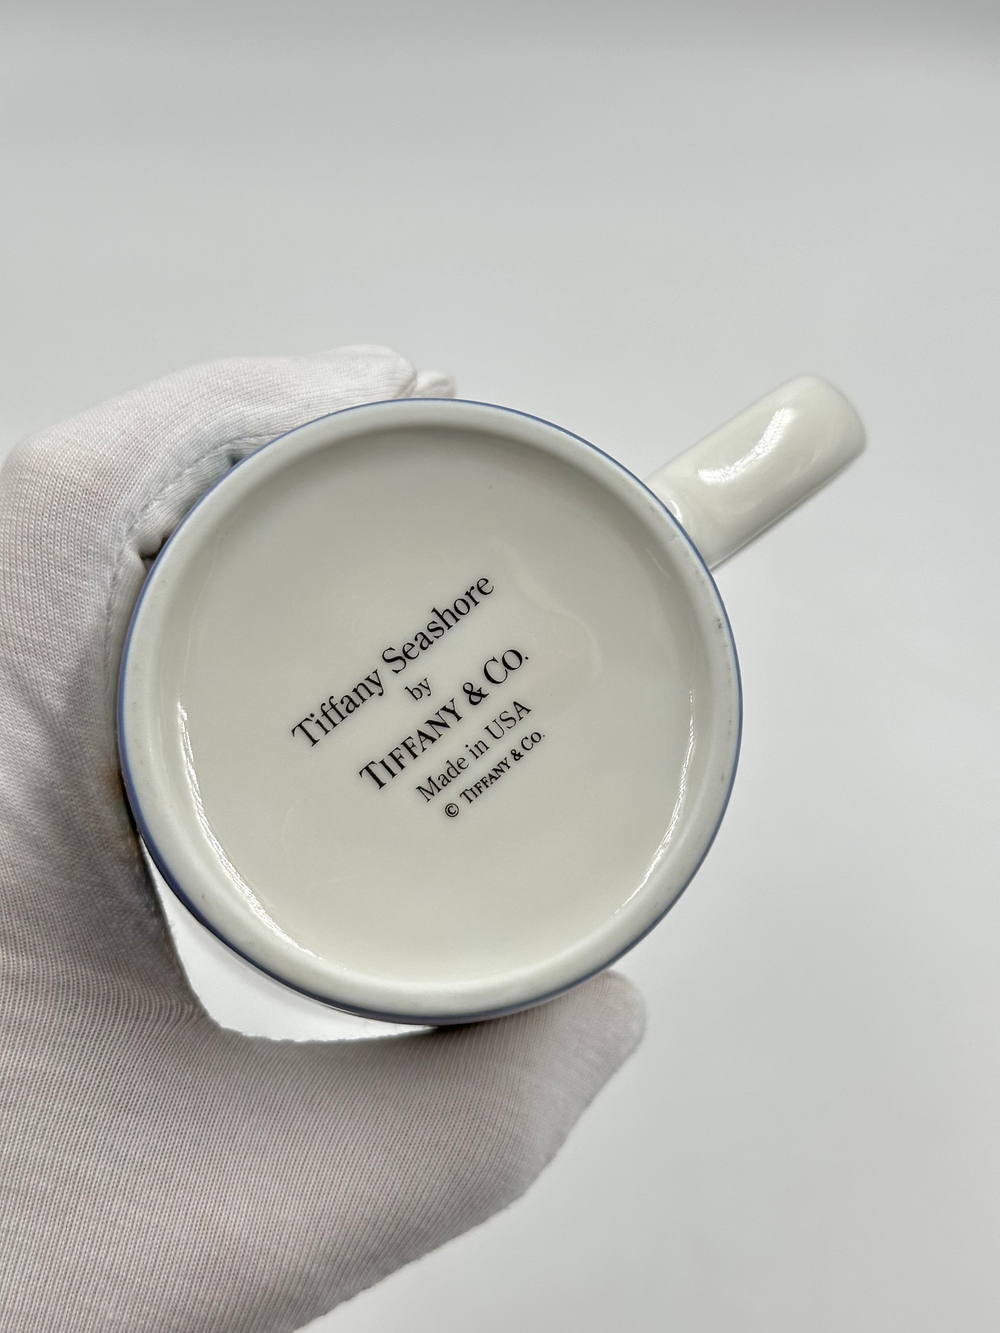 Tiffany Seashore
by
TIFFANY & CO.
Made in USA
© TIFFANY & CO.